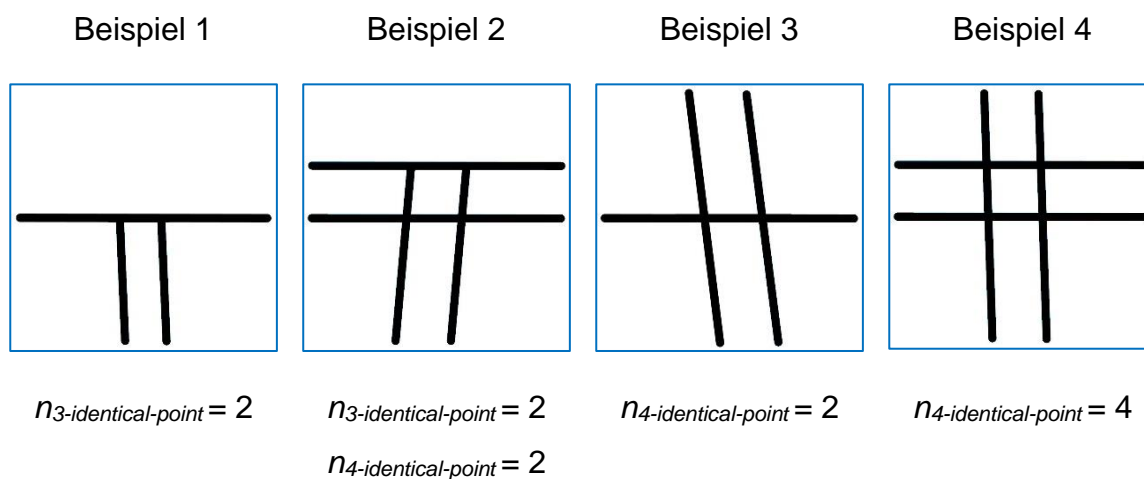 Beispiel 1 Beispiel 2 Beispiel 3 Beispiel 4
n3-identical-point = 2 n3-identical-point = 2 n4-identical-point = 2 n4-identical-point = 4
n4-identical-point = 2